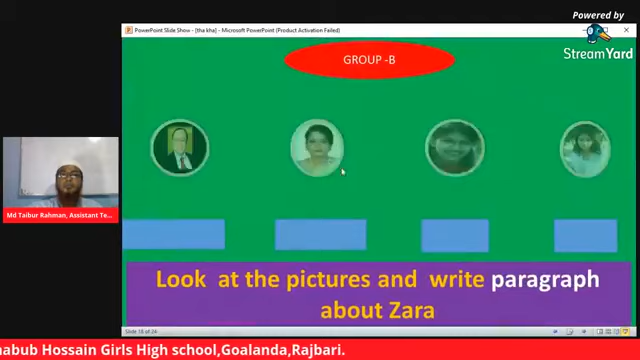 Powered by
PowerPoint Slide Show - [tha kha] - Microsoft PowerPoint (Product Activation Failed)
StreamYard
GROUP -B
Md Taibur Rahman, Assistant Te...
Look at the pictures and write paragraph
about Zara
Slide 18 of 24
habub Hossain Girls High school,Goalanda,Rajbari.